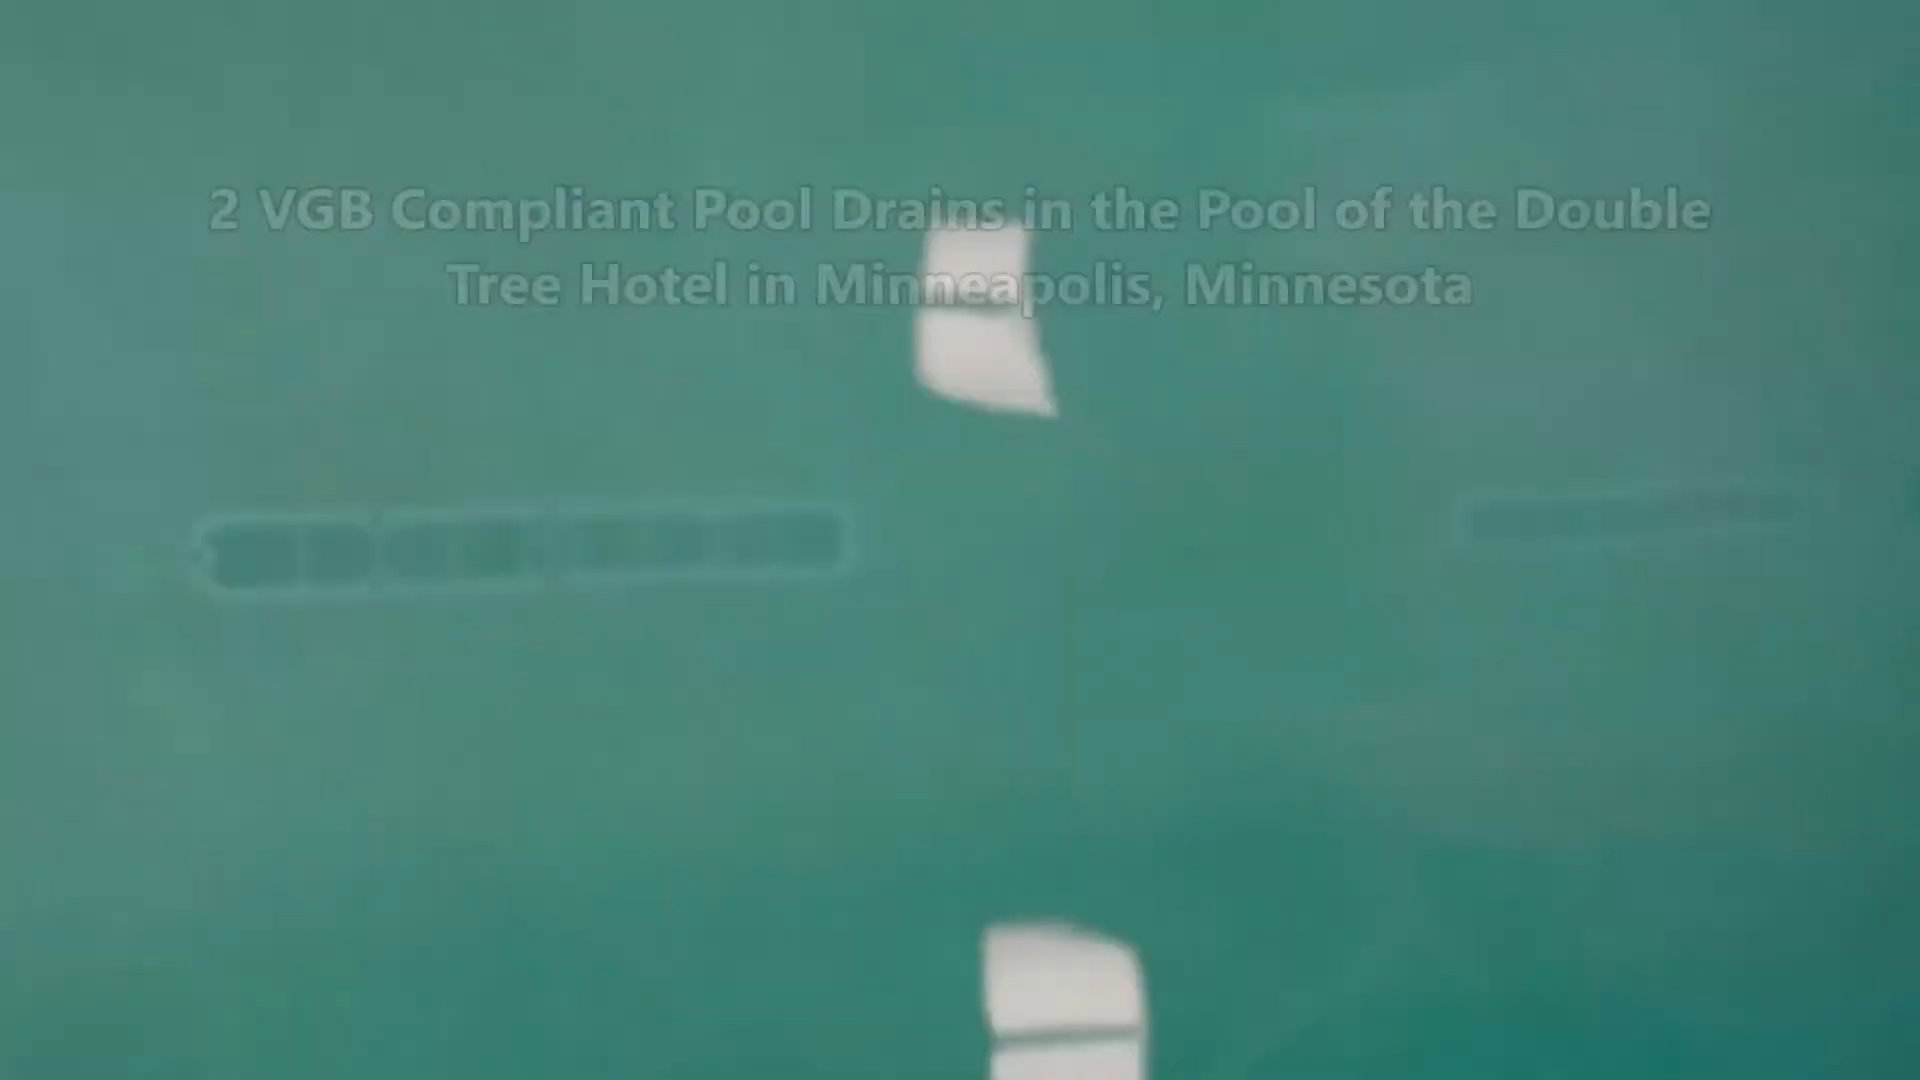 2 VGB Compliant Pool Drains in the Pool of the Double
Tree Hotel in Minneapolis, Minnesota